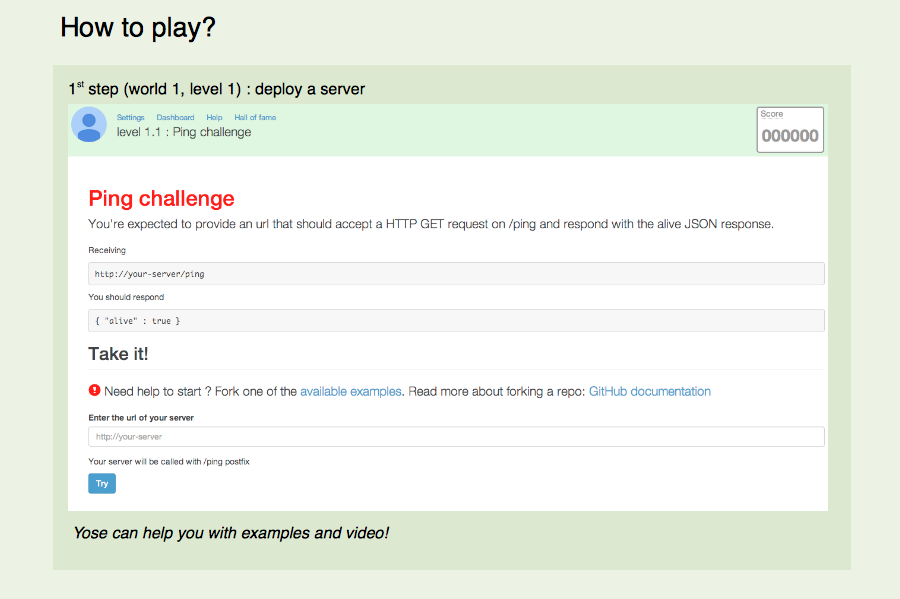 How to play?
1st step (world 1, level 1) : deploy a server
Settings Dashboard Help Hall of fame
level 1.1 : Ping challenge
Score
000000
Ping challenge
You're expected to provide an url that should accept a HTTP GET request on /ping and respond with the alive JSON response.
Receiving
http://your-server/ping
You should respond
{ "alive" : true }
Take it!
Need help to start ? Fork one of the available examples. Read more about forking a repo: GitHub documentation
Enter the url of your server
http://your-server
Your server will be called with /ping postfix
Try
Yose can help you with examples and video!